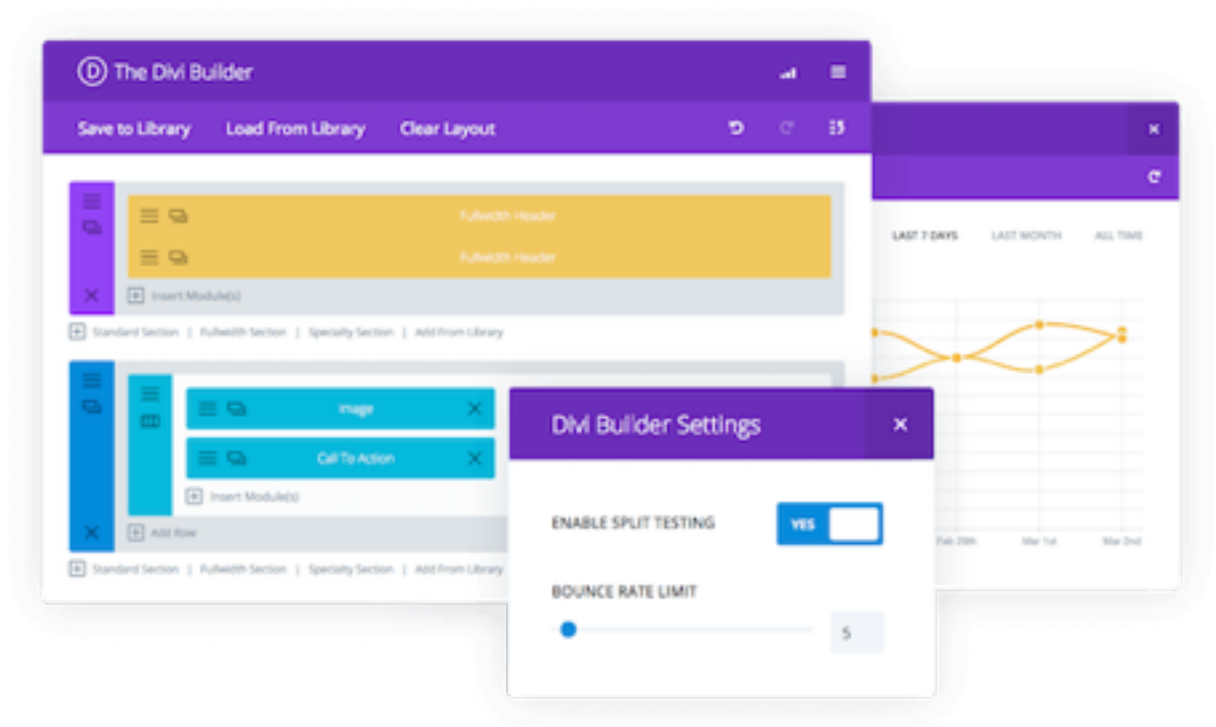 D The Divi Builder
Save to Library Load From Library Clear Layout
Fullwidth Header
Fullwidth Header
Insert Module(s)
Standard Section | Fullwidth Section | Specialty Section | Add From Library
Image
Call To Action
Insert Module(s)
Add Row
Standard Section | Fullwidth Section | Specialty Section | Add From Library
LAST 7 DAYS LAST MONTH ALL TIME
Feb 29th Mar 1st Mar 2nd
Divi Builder Settings
ENABLE SPLIT TESTING YES
BOUNCE RATE LIMIT
5